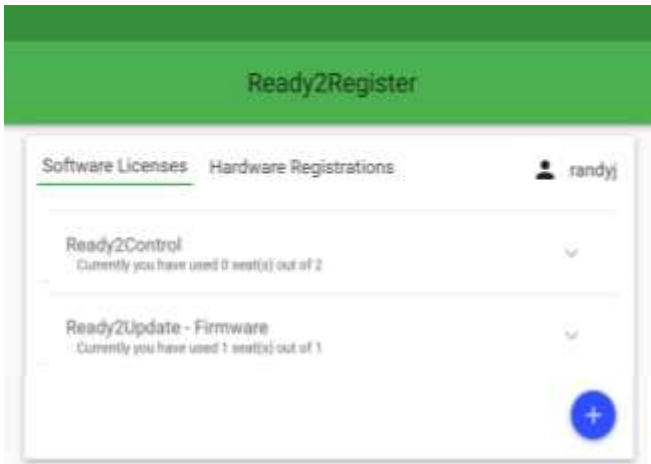 Ready2Register
Software Licenses Hardware Registrations randyj
Ready2Control
Currently you have used 0 seat(s) out of 2
Ready2Update - Firmware
Currently you have used 1 seat(s) out of 1
+